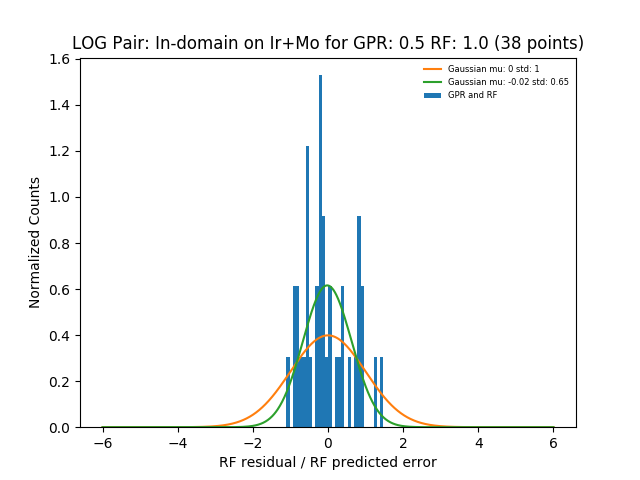 LOG Pair: In-domain on Ir+Mo for GPR: 0.5 RF: 1.0 (38 points)
Gaussian mu: 0 std: 1
Gaussian mu: -0.02 std: 0.65
GPR and RF
Normalized Counts
1.6
1.4
1.2
1.0
0.8
0.6
0.4
0.2
0.0
−6 −4 −2 0 2 4 6
RF residual / RF predicted error